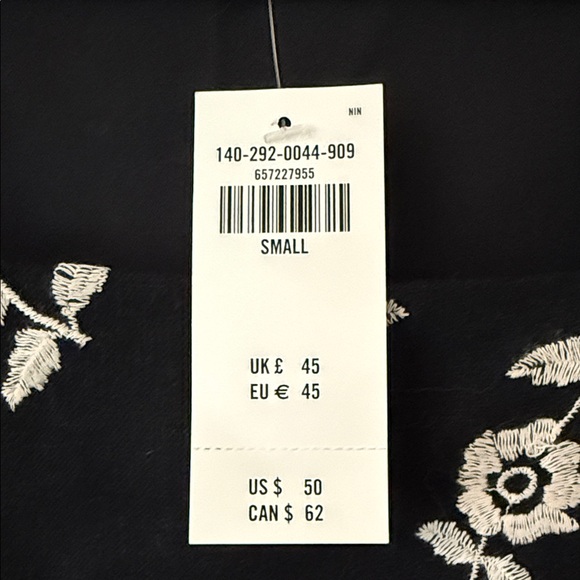 NIN
140-292-0044-909
657227955
SMALL
UK £ 45
EU € 45
US $ 50
CAN $ 62